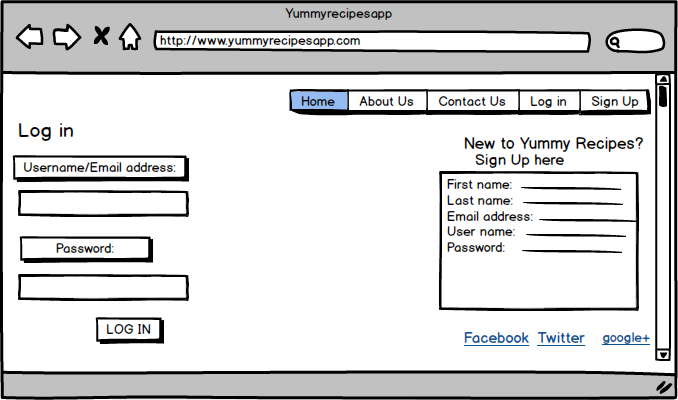 Yummyrecipesapp
http://www.yummyrecipesapp.com
Home About Us Contact Us Log in Sign Up
Log in
Username/Email address:
Password:
LOG IN
New to Yummy Recipes?
Sign Up here
First name:
Last name:
Email address:
User name:
Password:
Facebook Twitter google+